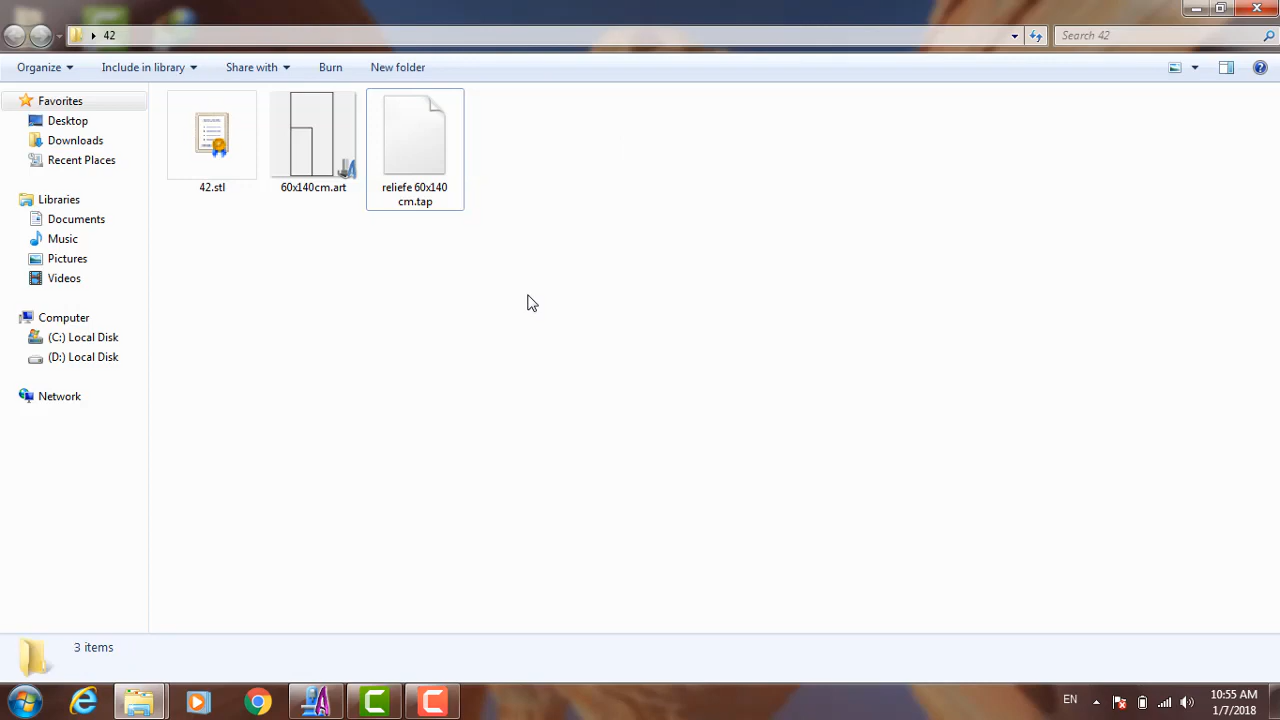 42
Search 42
Organize Include in library Share with Burn New folder
Favorites
Desktop
Downloads
Recent Places
Libraries
Documents
Music
Pictures
Videos
Computer
(C:) Local Disk
(D:) Local Disk
Network
42.stl
60x140cm.art
reliefe 60x140
cm.tap
3 items
EN
10:55 AM
1/7/2018